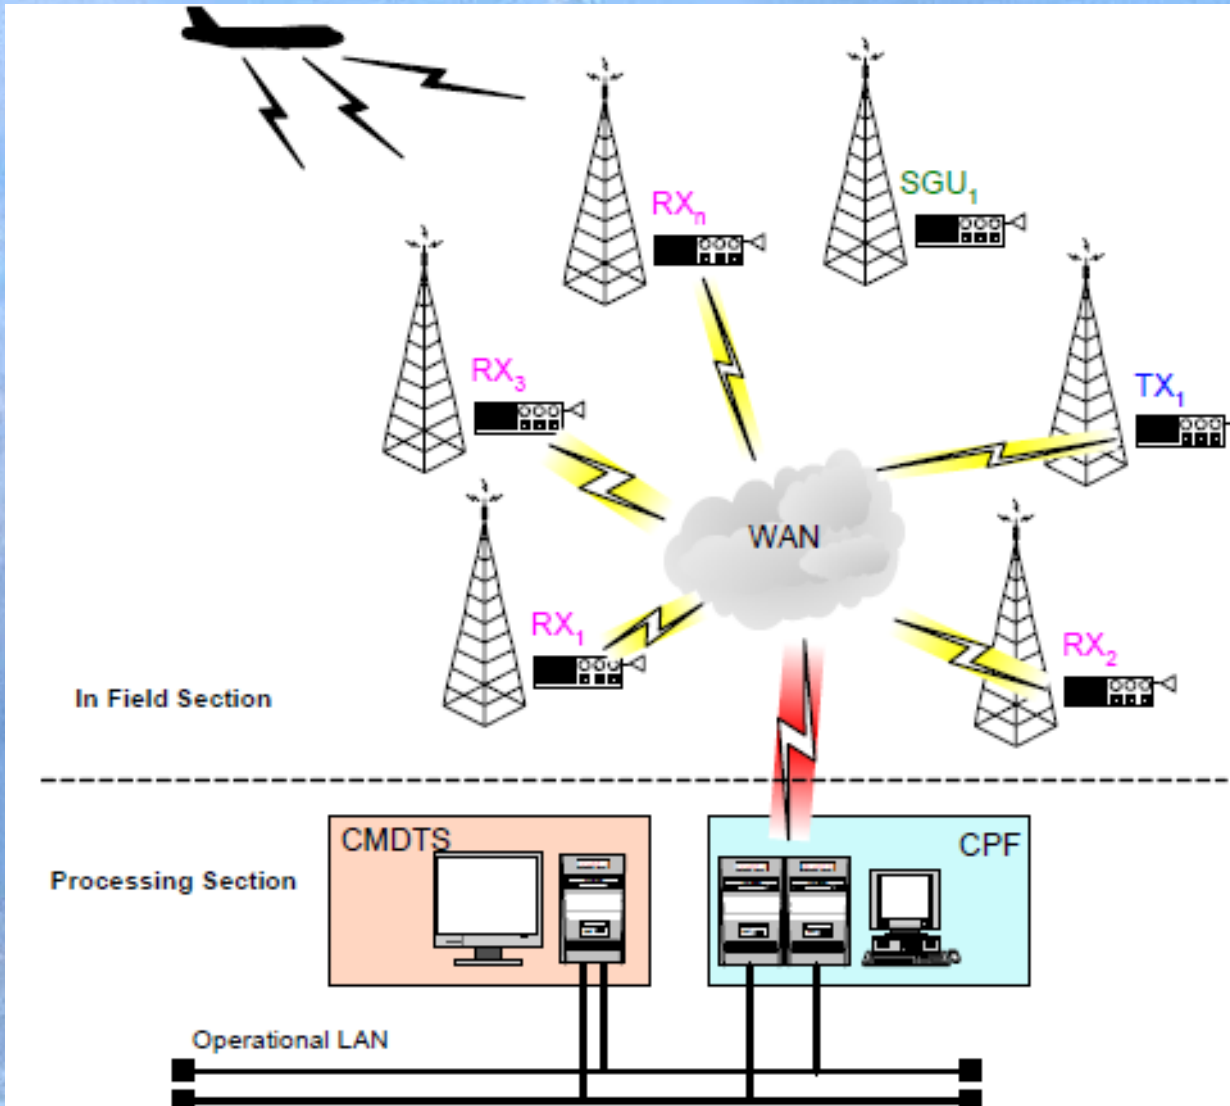 SGU1
RXn
RX3
TX1
WAN
RX1
RX2
In Field Section
CMDTS
CPF
Processing Section
Operational LAN